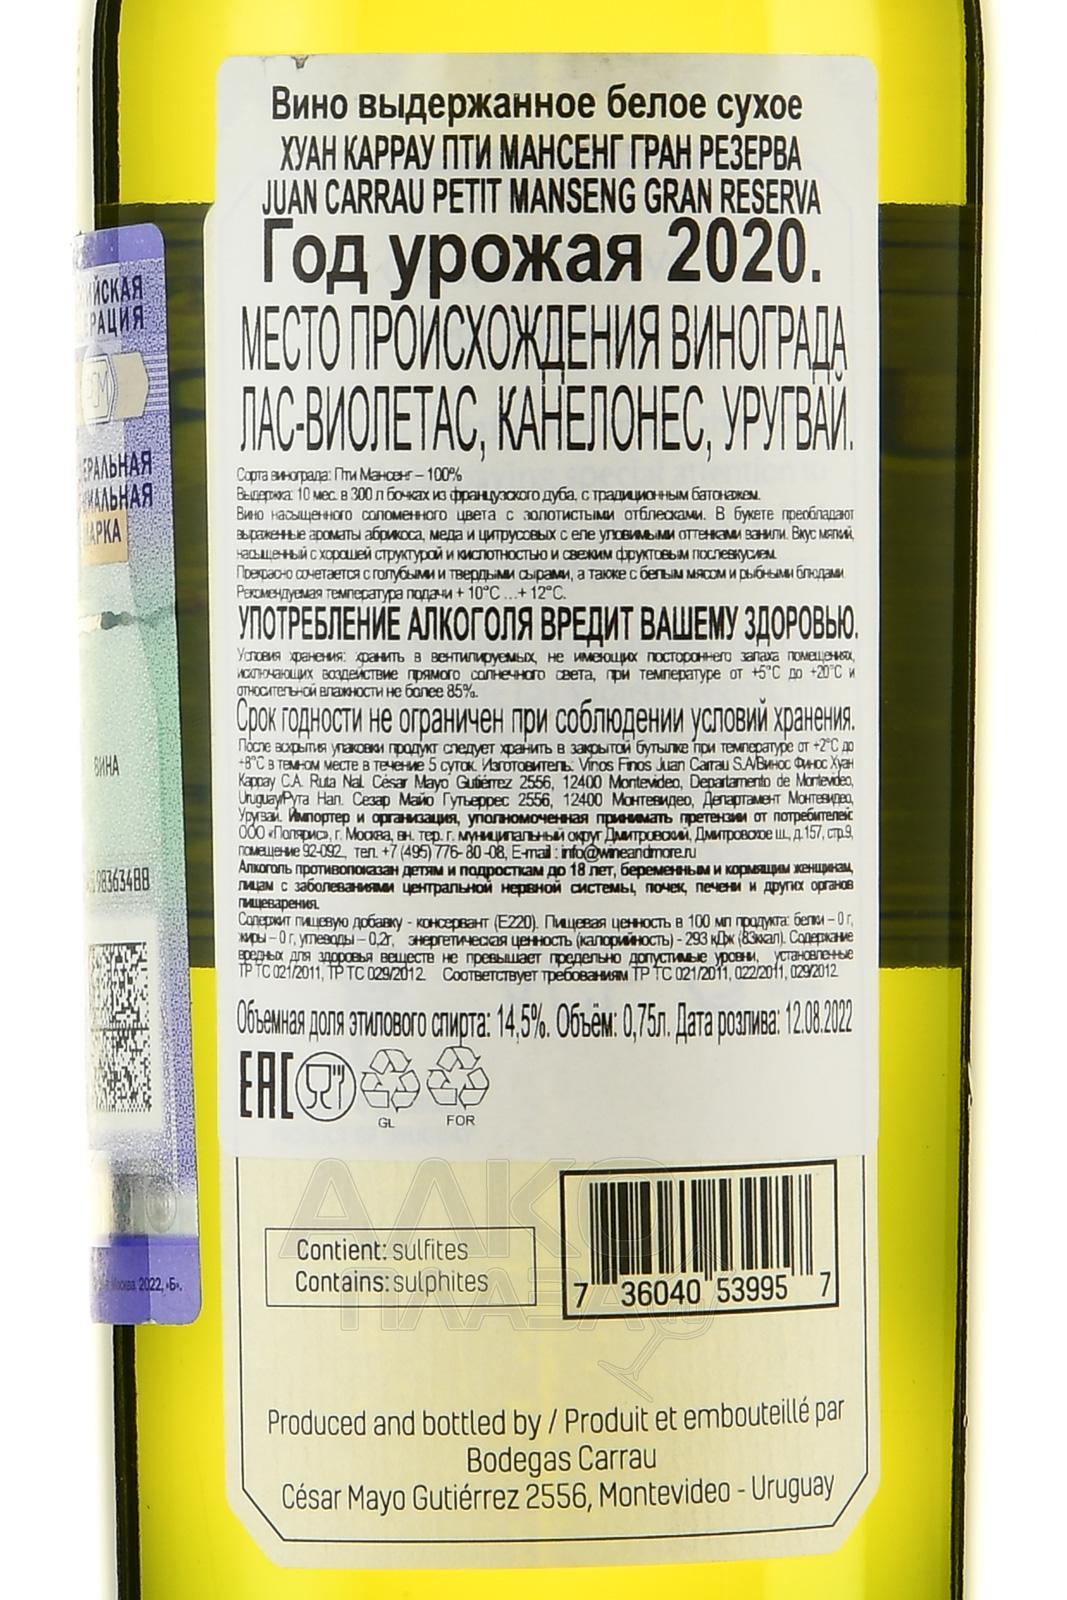 Вино выдержанное белое сухое
ХУАН КАРРАУ ПТИ МАНСЕНГ ГРАН РЕЗЕРВА
JUAN CARRAU PETIT MANSENG GRAN RESERVA
Год урожая 2020.
МЕСТО ПРОИСХОЖДЕНИЯ ВИНОГРАДА
ЛАС-ВИОЛЕТАС, КАНЕЛОНЕС, УРУГВАЙ.
Сорта винограда: Пти Мансенг – 100%
Выдержка: 10 мес. в 300 л бочках из французского дуба, с традиционным батонажем.
Вино насыщенного соломенного цвета с золотистыми отблесками. В букете преобладают
выраженные ароматы абрикоса, меда и цитрусовых с еле уловимыми оттенками ванили. Вкус мягкий,
насыщенный с хорошей структурой и кислотностью и свежим фруктовым послевкусием.
Прекрасно сочетается с голубыми и твердыми сырами, а также с белым мясом и рыбными блюдами.
Рекомендуемая температура подачи + 10°C ...+ 12°C.
УПОТРЕБЛЕНИЕ АЛКОГОЛЯ ВРЕДИТ ВАШЕМУ ЗДОРОВЬЮ.
Условия хранения: хранить в вентилируемых, не имеющих постороннего запаха помещениях,
исключающих воздействие прямого солнечного света, при температуре от +5°C до +20°C и
относительной влажности не более 85%.
Срок годности не ограничен при соблюдении условий хранения.
После вскрытия упаковки продукт следует хранить в закрытой бутылке при температуре от +2°C до
+8°C в темном месте в течение 5 суток. Изготовитель: Vinos Finos Juan Carrau S.A/Винос Финос Хуан
Каррау С.А. Ruta Nal. César Mayo Gutiérrez 2556, 12400 Montevideo, Departamento de Montevideo,
Uruguay/Рута Нал. Сезар Майо Гутьеррес 2556, 12400 Монтевидео, Департамент Монтевидео,
Уругвай. Импортер и организация, уполномоченная принимать претензии от потребителей:
ООО «Полярис», г. Москва, вн. тер. г. муниципальный округ Дмитровский, Дмитровское ш., д.157, стр.9,
помещение 92-092., тел. +7 (495) 776- 80 -08, E-mail : info@wineandmore.ru
Алкоголь противопоказан детям и подросткам до 18 лет, беременным и кормящим женщинам,
лицам с заболеваниями центральной нервной системы, почек, печени и других органов
пищеварения.
Содержит пищевую добавку - консервант (Е220). Пищевая ценность в 100 мл продукта: белки – 0 г,
жиры – 0 г, углеводы – 0,2г, энергетическая ценность (калорийность) - 293 кДж (83ккал). Содержание
вредных для здоровья веществ не превышает предельно допустимые уровни, установленные
ТР ТС 021/2011, ТР ТС 029/2012. Соответствует требованиям ТР ТС 021/2011, 022/2011, 029/2012.
Объемная доля этилового спирта: 14,5%. Объём: 0,75л. Дата розлива: 12.08.2022
EAC
GL FOR
Contient: sulfites
Contains: sulphites
7 36040 53995 7
Produced and bottled by / Produit et embouteillé par
Bodegas Carrau
César Mayo Gutiérrez 2556, Montevideo - Uruguay
АЛКО
ПЛАЗА
ВИНА
Москва, 2022, «Б».